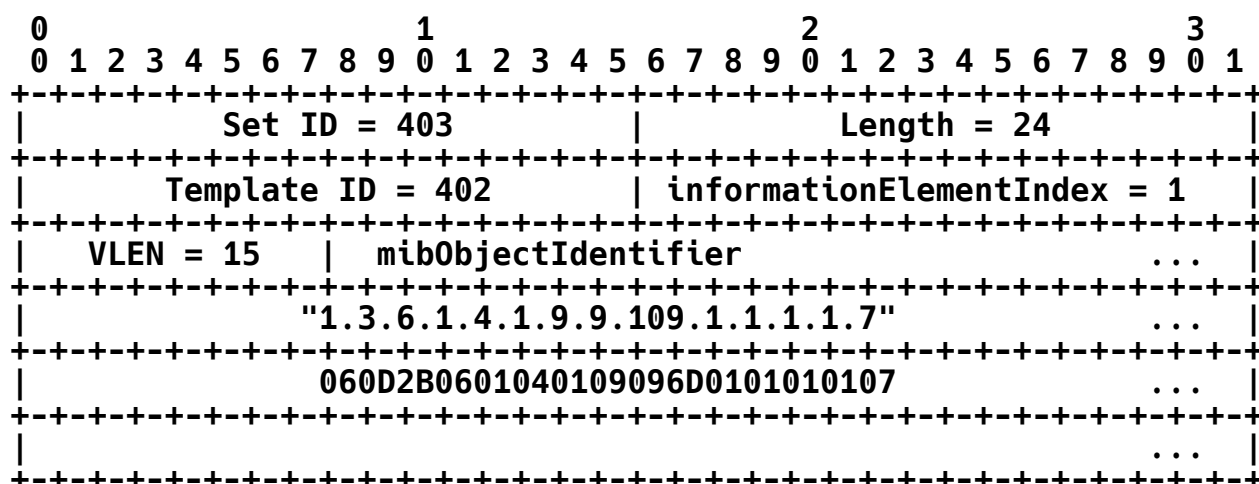 0                   1                   2                   3
 0 1 2 3 4 5 6 7 8 9 0 1 2 3 4 5 6 7 8 9 0 1 2 3 4 5 6 7 8 9 0 1
+-+-+-+-+-+-+-+-+-+-+-+-+-+-+-+-+-+-+-+-+-+-+-+-+-+-+-+-+-+-+-+-+
|          Set ID = 403         |          Length = 24          |
+-+-+-+-+-+-+-+-+-+-+-+-+-+-+-+-+-+-+-+-+-+-+-+-+-+-+-+-+-+-+-+-+
|       Template ID = 402       | informationElementIndex = 1   |
+-+-+-+-+-+-+-+-+-+-+-+-+-+-+-+-+-+-+-+-+-+-+-+-+-+-+-+-+-+-+-+-+
|   VLEN = 15   |  mibObjectIdentifier                     ...  |
+-+-+-+-+-+-+-+-+-+-+-+-+-+-+-+-+-+-+-+-+-+-+-+-+-+-+-+-+-+-+-+-+
|              "1.3.6.1.4.1.9.9.109.1.1.1.1.7"             ...  |
+-+-+-+-+-+-+-+-+-+-+-+-+-+-+-+-+-+-+-+-+-+-+-+-+-+-+-+-+-+-+-+-+
|               060D2B0601040109096D0101010107             ...  |
+-+-+-+-+-+-+-+-+-+-+-+-+-+-+-+-+-+-+-+-+-+-+-+-+-+-+-+-+-+-+-+-+
|                                                          ...  |
+-+-+-+-+-+-+-+-+-+-+-+-+-+-+-+-+-+-+-+-+-+-+-+-+-+-+-+-+-+-+-+-+